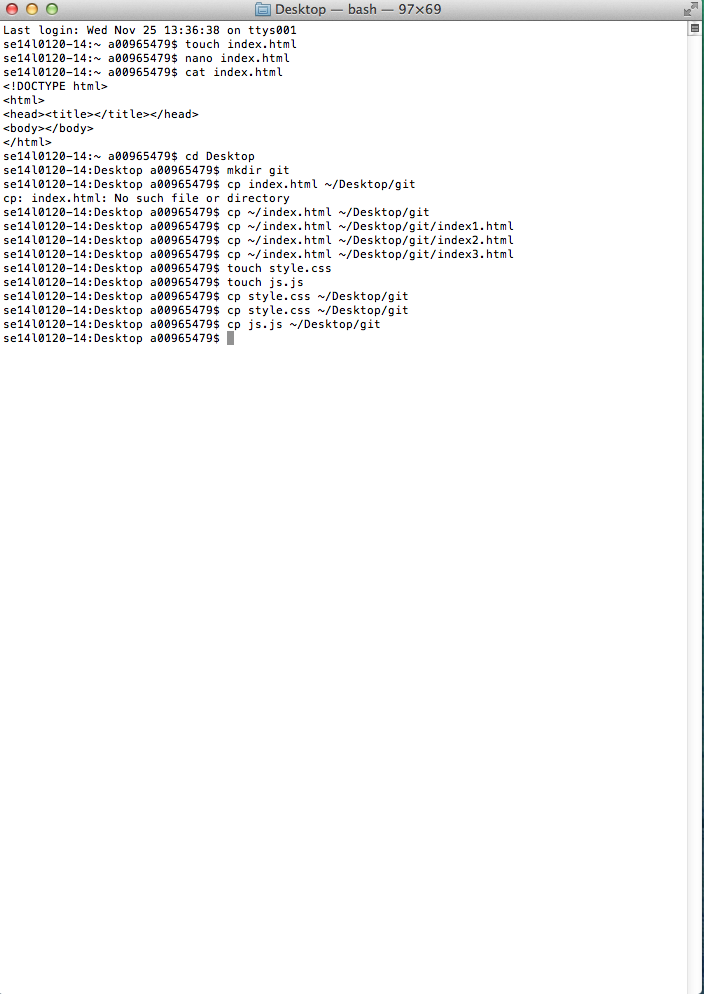 Desktop — bash — 97×69
Last login: Wed Nov 25 13:36:38 on ttys001
se14l0120-14:~ a00965479$ touch index.html
se14l0120-14:~ a00965479$ nano index.html
se14l0120-14:~ a00965479$ cat index.html
<!DOCTYPE html>
<html>
<head><title></title></head>
<body></body>
</html>
se14l0120-14:~ a00965479$ cd Desktop
se14l0120-14:Desktop a00965479$ mkdir git
se14l0120-14:Desktop a00965479$ cp index.html ~/Desktop/git
cp: index.html: No such file or directory
se14l0120-14:Desktop a00965479$ cp ~/index.html ~/Desktop/git
se14l0120-14:Desktop a00965479$ cp ~/index.html ~/Desktop/git/index1.html
se14l0120-14:Desktop a00965479$ cp ~/index.html ~/Desktop/git/index2.html
se14l0120-14:Desktop a00965479$ cp ~/index.html ~/Desktop/git/index3.html
se14l0120-14:Desktop a00965479$ touch style.css
se14l0120-14:Desktop a00965479$ touch js.js
se14l0120-14:Desktop a00965479$ cp style.css ~/Desktop/git
se14l0120-14:Desktop a00965479$ cp style.css ~/Desktop/git
se14l0120-14:Desktop a00965479$ cp js.js ~/Desktop/git
se14l0120-14:Desktop a00965479$